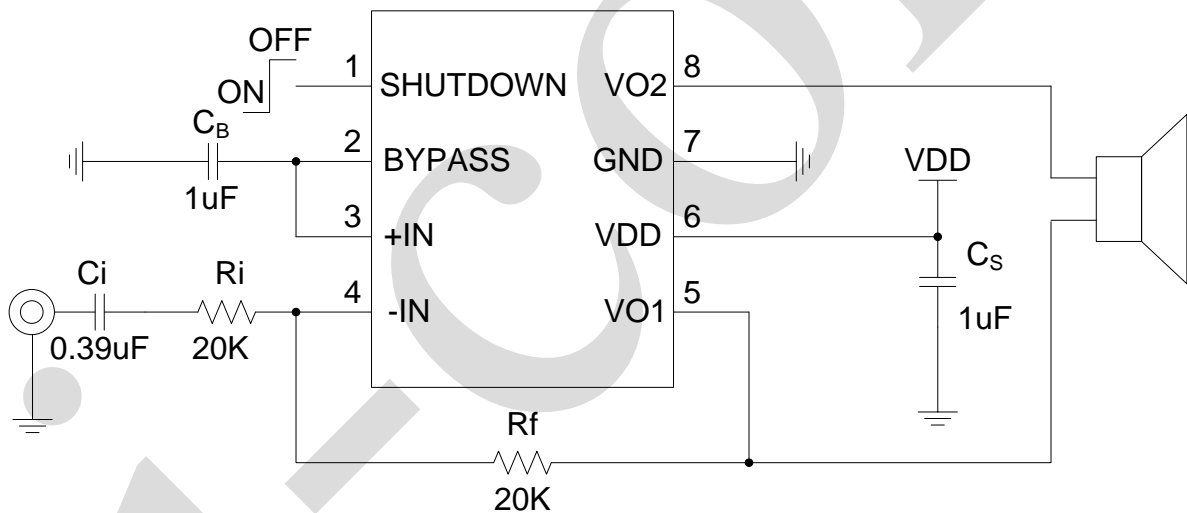 OFF
ON
1
SHUTDOWN
VO2
8
C_B
1uF
2
BYPASS
GND
7
VDD
3
+IN
VDD
6
C_S
1uF
Ci
0.39uF
Ri
20K
4
-IN
VO1
5
Rf
20K